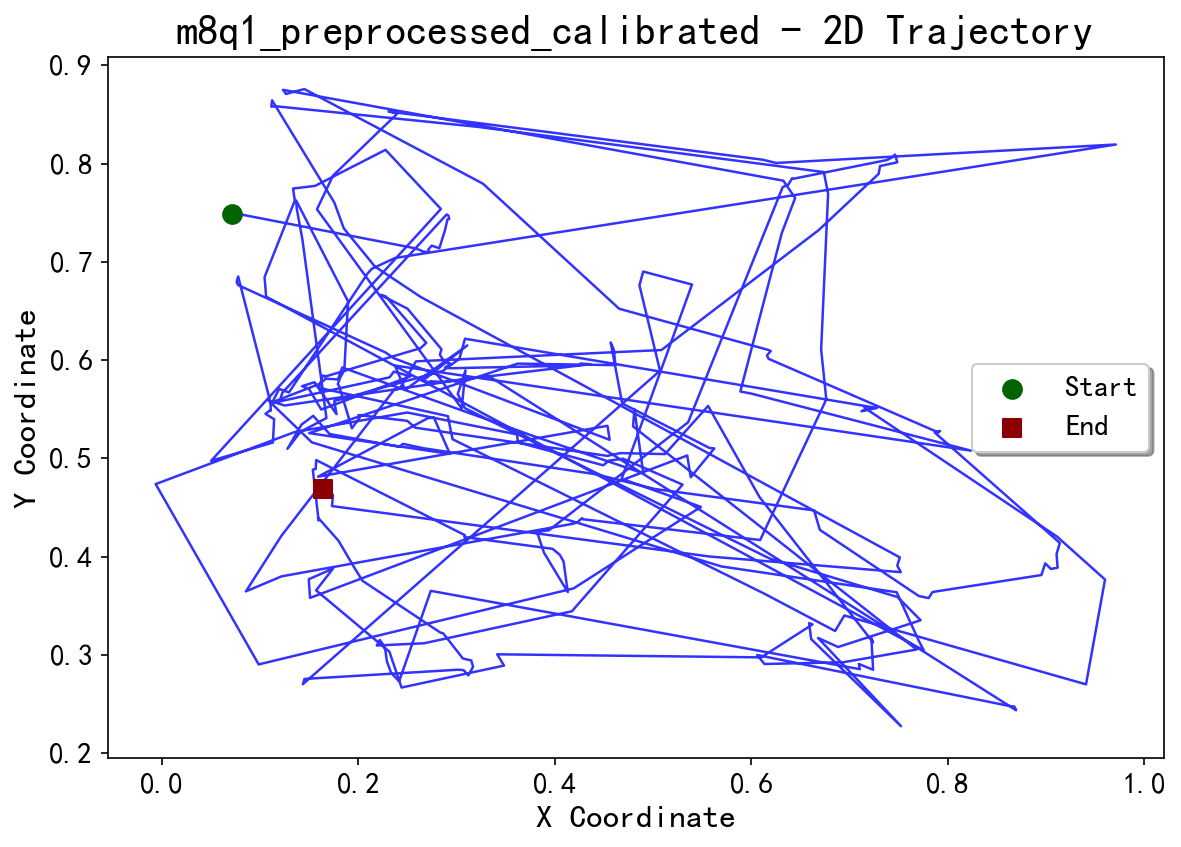 m8q1_preprocessed_calibrated - 2D Trajectory
0.9
0.8
0.7
0.6
0.5
0.4
0.3
0.2
Y Coordinate
Start
End
0.0 0.2 0.4 0.6 0.8 1.0
X Coordinate